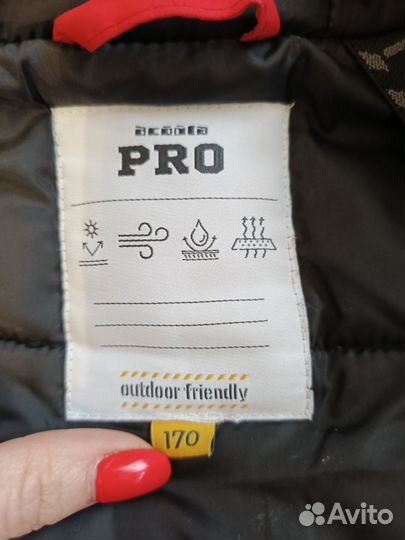 acoola
PRO
outdoor friendly
170
Avito